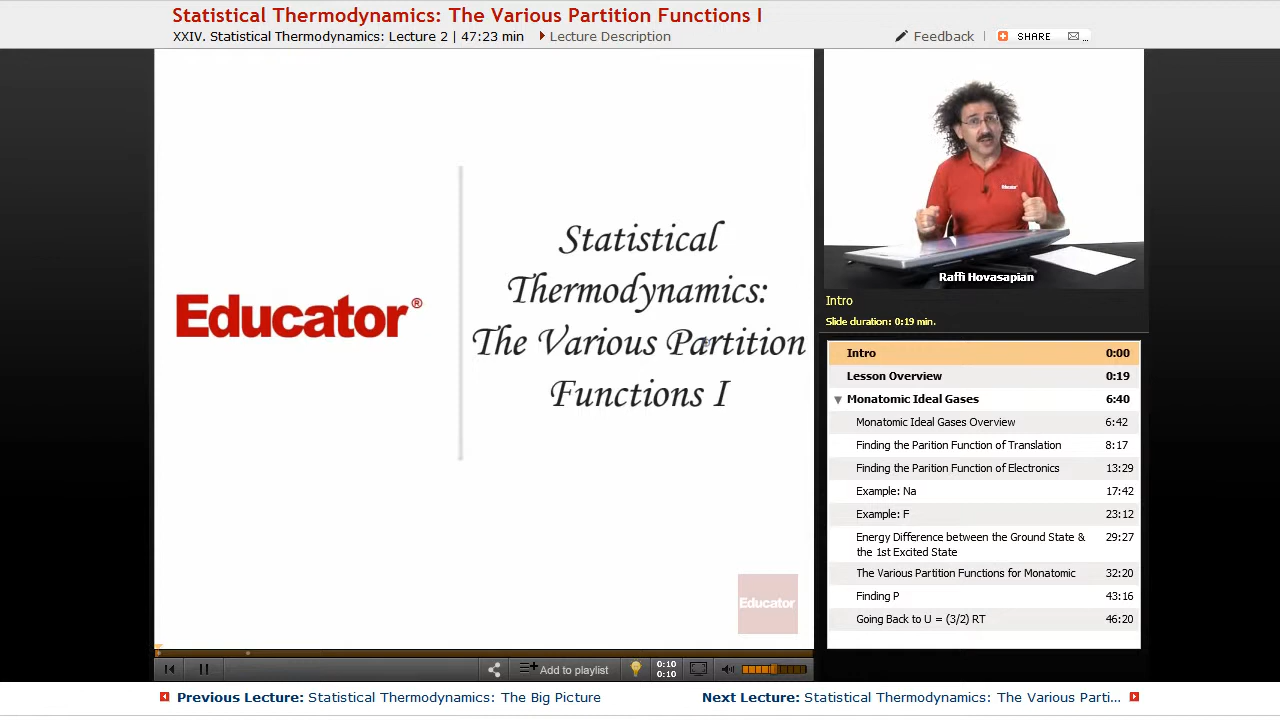 Statistical Thermodynamics: The Various Partition Functions I
XXIV. Statistical Thermodynamics: Lecture 2 | 47:23 min
Lecture Description
Feedback
SHARE
...
Educator®
Statistical
Thermodynamics:
The Various Partition
Functions I
Educator
Educator
Raffi Hovasapian
Intro
Slide duration: 0:19 min.
Intro 0:00
Lesson Overview 0:19
Monatomic Ideal Gases 6:40
Monatomic Ideal Gases Overview 6:42
Finding the Parition Function of Translation 8:17
Finding the Parition Function of Electronics 13:29
Example: Na 17:42
Example: F 23:12
Energy Difference between the Ground State &
the 1st Excited State 29:27
The Various Partition Functions for Monatomic 32:20
Finding P 43:16
Going Back to U = (3/2) RT 46:20
Add to playlist
0:10
0:10
Previous Lecture: Statistical Thermodynamics: The Big Picture
Next Lecture: Statistical Thermodynamics: The Various Parti...